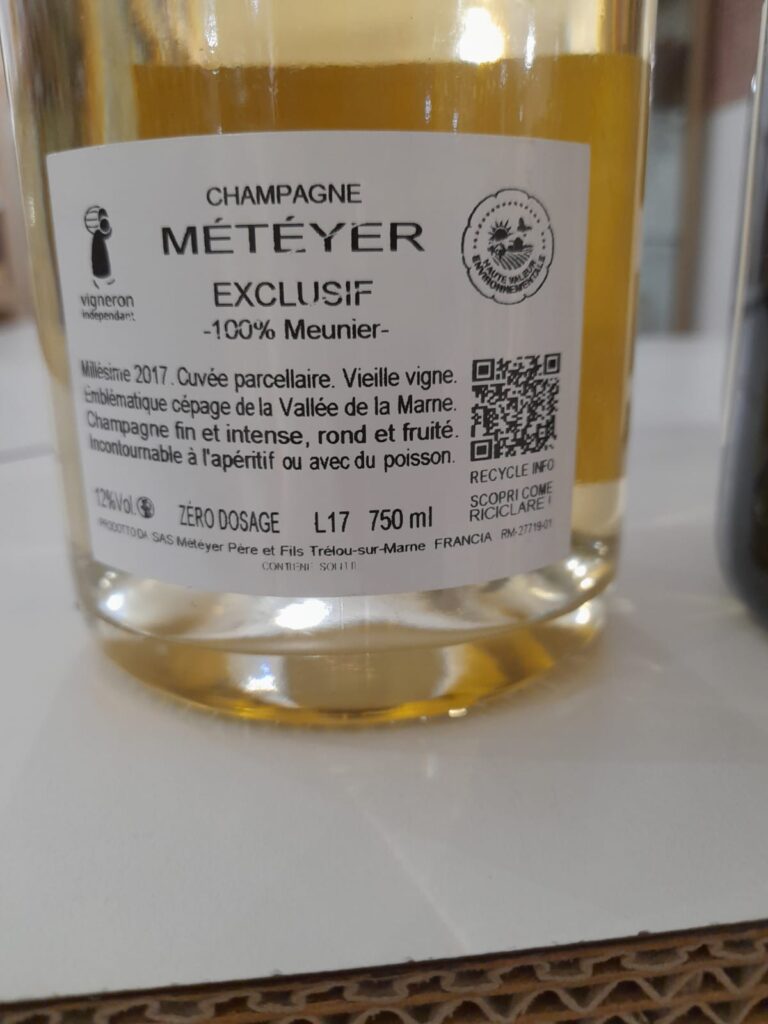 CHAMPAGNE
MÉTÉYER
EXCLUSIF
-100% Meunier-
vigneron
indépendant
HAUTE VALEUR
ENVIRONNEMENTALE
Millésime 2017. Cuvée parcellaire. Vieille vigne.
Emblématique cépage de la Vallée de la Marne.
Champagne fin et intense, rond et fruité.
Incontournable à l'apéritif ou avec du poisson.
RECYCLE INFO
SCOPRI COME
RICICLARE !
12%Vol.
ZÉRO DOSAGE L17 750 ml
PRODOTTO DA SAS Météyer Père et Fils Trélou-sur-Marne FRANCIA RM-27719-01
CONTIENE SOLFITI